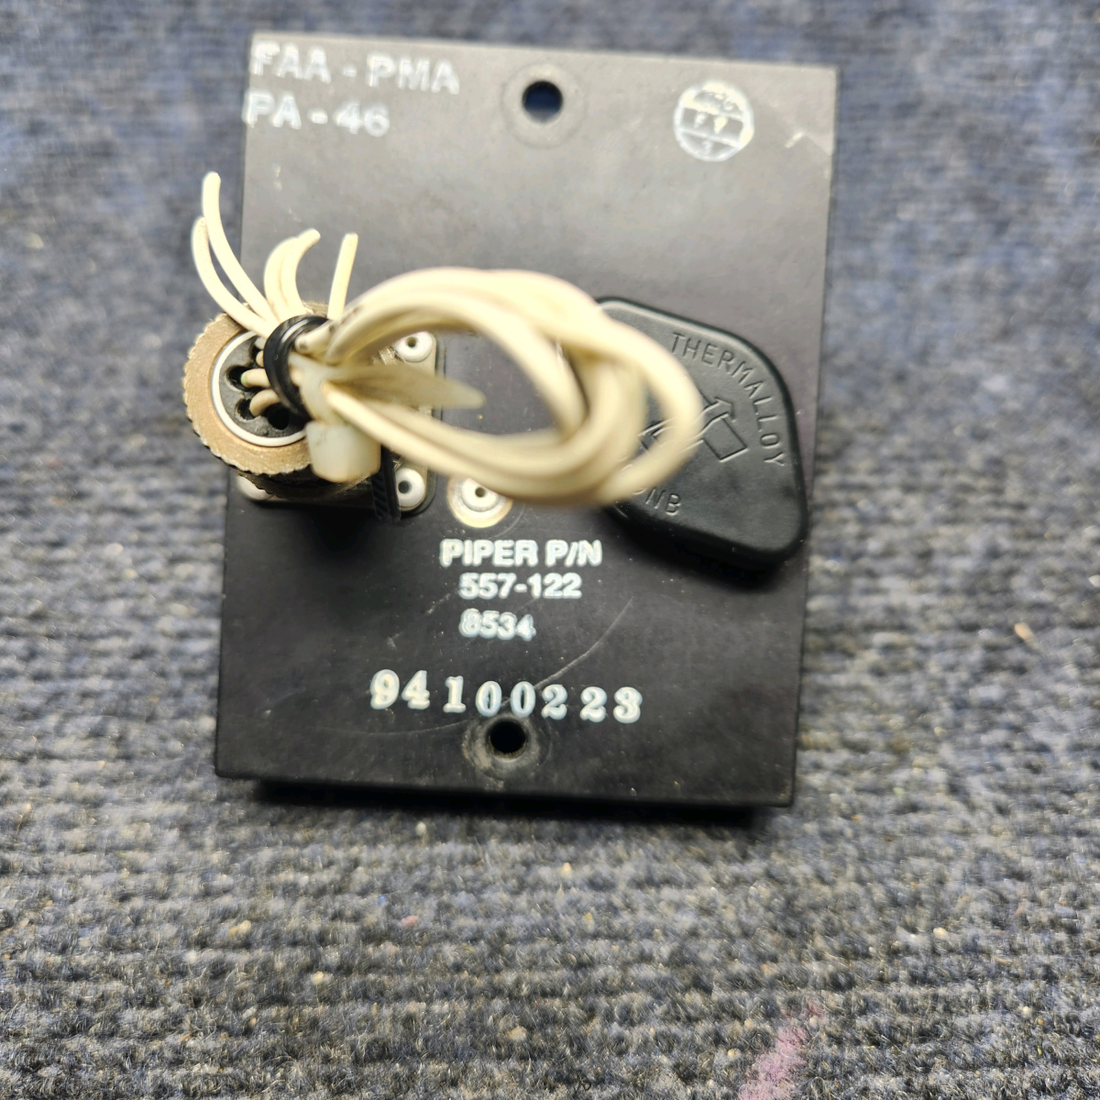 FAA - PMA
PA - 46
F
THERMALLOY
PIPER P/N
557-122
8534
94100223